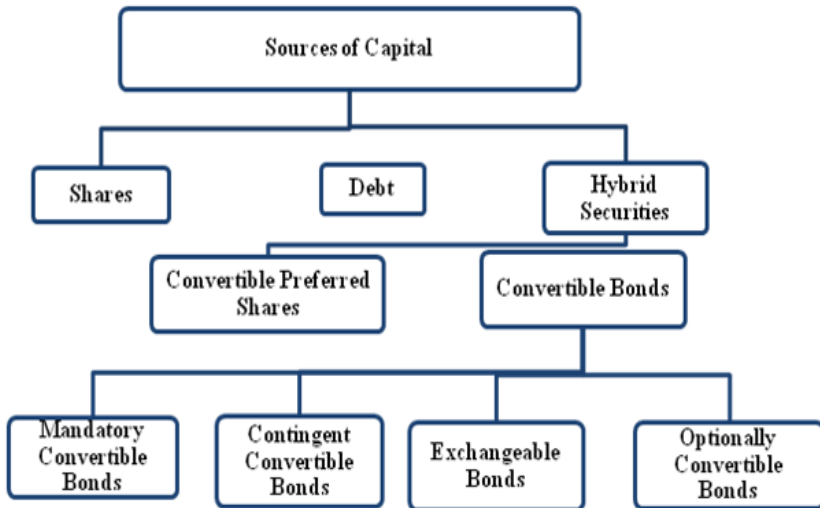 Sources of Capital
Shares
Debt
Hybrid
Securities
Convertible Preferred
Shares
Convertible Bonds
Mandatory
Convertible
Bonds
Contingent
Convertible
Bonds
Exchangeable
Bonds
Optionally
Convertible
Bonds